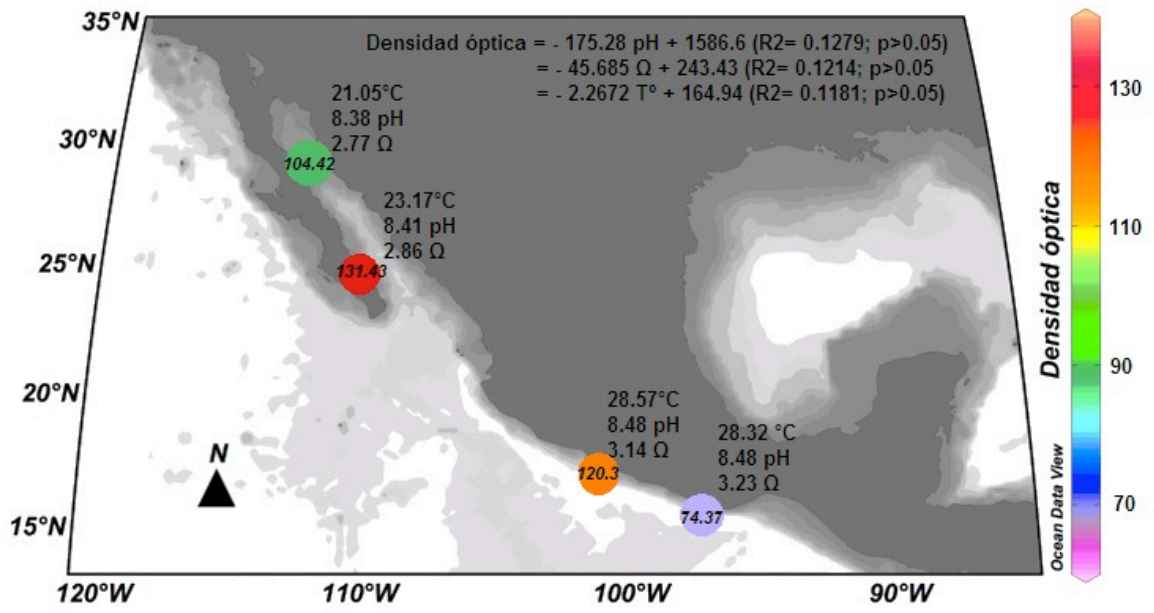 35°N
Densidad óptica = - 175.28 pH + 1586.6 (R2= 0.1279; p>0.05)
= - 45.685 Ω + 243.43 (R2= 0.1214; p>0.05
= - 2.2672 Tº + 164.94 (R2= 0.1181; p>0.05)
21.05°C
8.38 pH
2.77 Ω
104.42
30°N
23.17°C
8.41 pH
2.86 Ω
131.43
25°N
20°N
28.57°C
8.48 pH
3.14 Ω
120.3
28.32 °C
8.48 pH
3.23 Ω
74.37
N
15°N
120°W
110°W
100°W
90°W
Ocean Data View
Densidad óptica
130
110
90
70